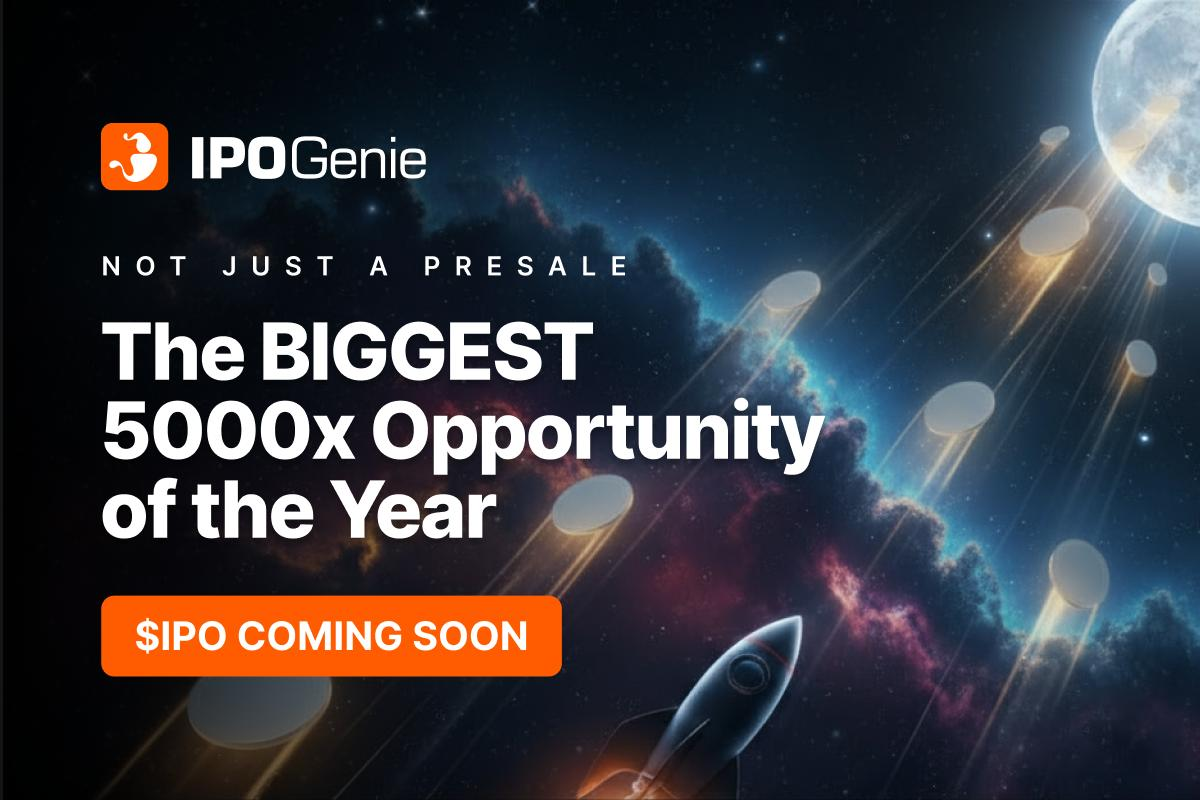 IPOGenie
NOT JUST A PRESALE
The BIGGEST
5000x Opportunity
of the Year
$IPO COMING SOON